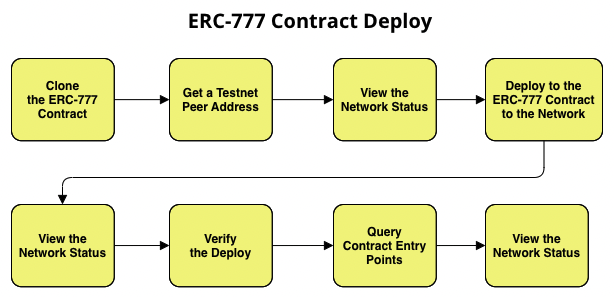 ERC-777 Contract Deploy
Clone
the ERC-777
Contract
Get a Testnet
Peer Address
View the
Network Status
Deploy to the
ERC-777 Contract
to the Network
View the
Network Status
Verify
the Deploy
Query
Contract Entry
Points
View the
Network Status